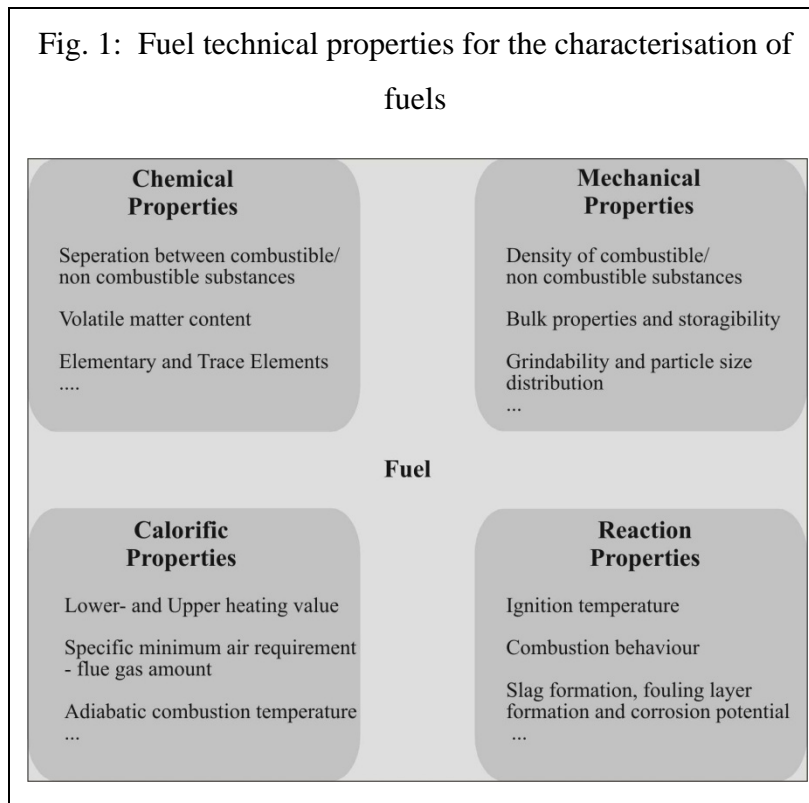 Fig. 1: Fuel technical properties for the characterisation of
fuels
Chemical
Properties
Seperation between combustible/
non combustible substances
Volatile matter content
Elementary and Trace Elements
....
Mechanical
Properties
Density of combustible/
non combustible substances
Bulk properties and storagibility
Grindability and particle size
distribution
...
Fuel
Calorific
Properties
Lower- and Upper heating value
Specific minimum air requirement
- flue gas amount
Adiabatic combustion temperature
...
Reaction
Properties
Ignition temperature
Combustion behaviour
Slag formation, fouling layer
formation and corrosion potential
...